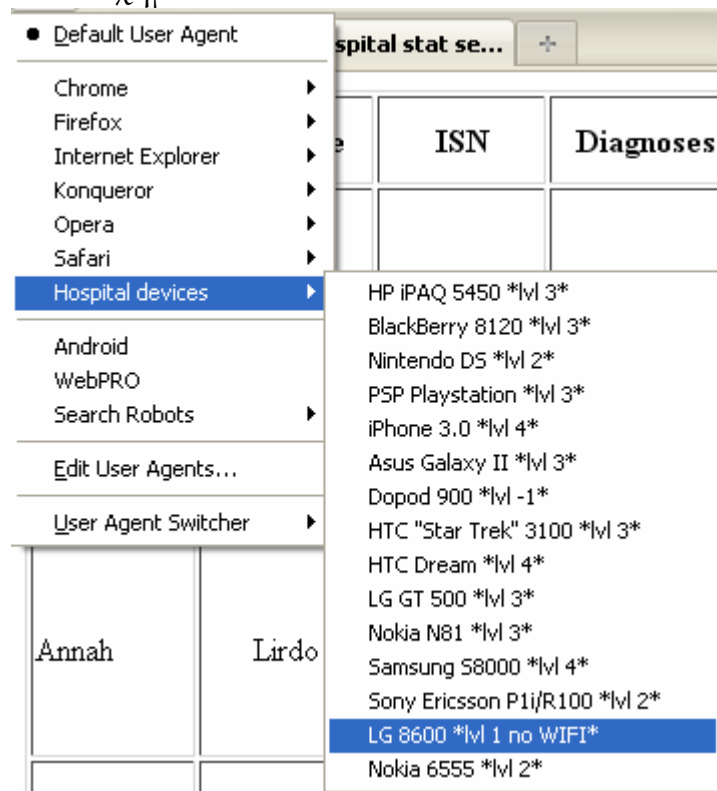 Default User Agent
spital stat se...
Chrome
Firefox
Internet Explorer
Konqueror
Opera
Safari
Hospital devices
Android
WebPRO
Search Robots
Edit User Agents...
User Agent Switcher
ISN
Diagnoses
HP iPAQ 5450 *lvl 3*
BlackBerry 8120 *lvl 3*
Nintendo DS *lvl 2*
PSP Playstation *lvl 3*
iPhone 3.0 *lvl 4*
Asus Galaxy II *lvl 3*
Dopod 900 *lvl -1*
HTC "Star Trek" 3100 *lvl 3*
HTC Dream *lvl 4*
LG GT 500 *lvl 3*
Nokia N81 *lvl 3*
Samsung S8000 *lvl 4*
Sony Ericsson P1i/R100 *lvl 2*
LG 8600 *lvl 1 no WIFI*
Nokia 6555 *lvl 2*
Annah
Lirdo